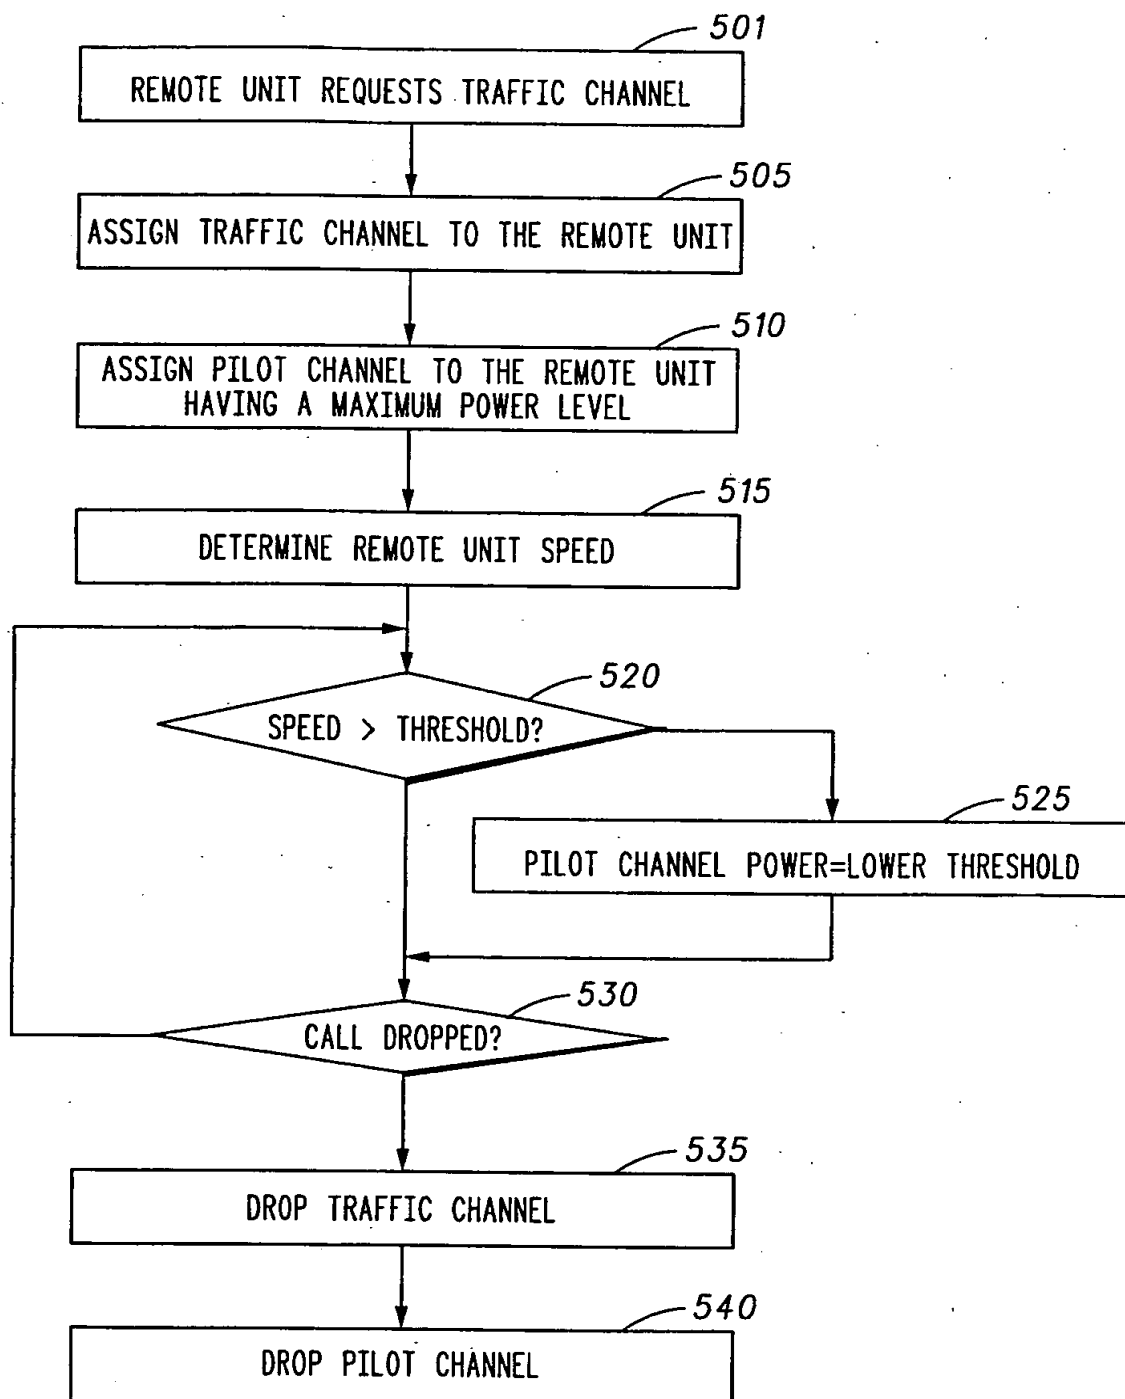 501
REMOTE UNIT REQUESTS TRAFFIC CHANNEL
505
ASSIGN TRAFFIC CHANNEL TO THE REMOTE UNIT
510
ASSIGN PILOT CHANNEL TO THE REMOTE UNIT
HAVING A MAXIMUM POWER LEVEL
515
DETERMINE REMOTE UNIT SPEED
520
SPEED > THRESHOLD?
525
PILOT CHANNEL POWER=LOWER THRESHOLD
530
CALL DROPPED?
535
DROP TRAFFIC CHANNEL
540
DROP PILOT CHANNEL